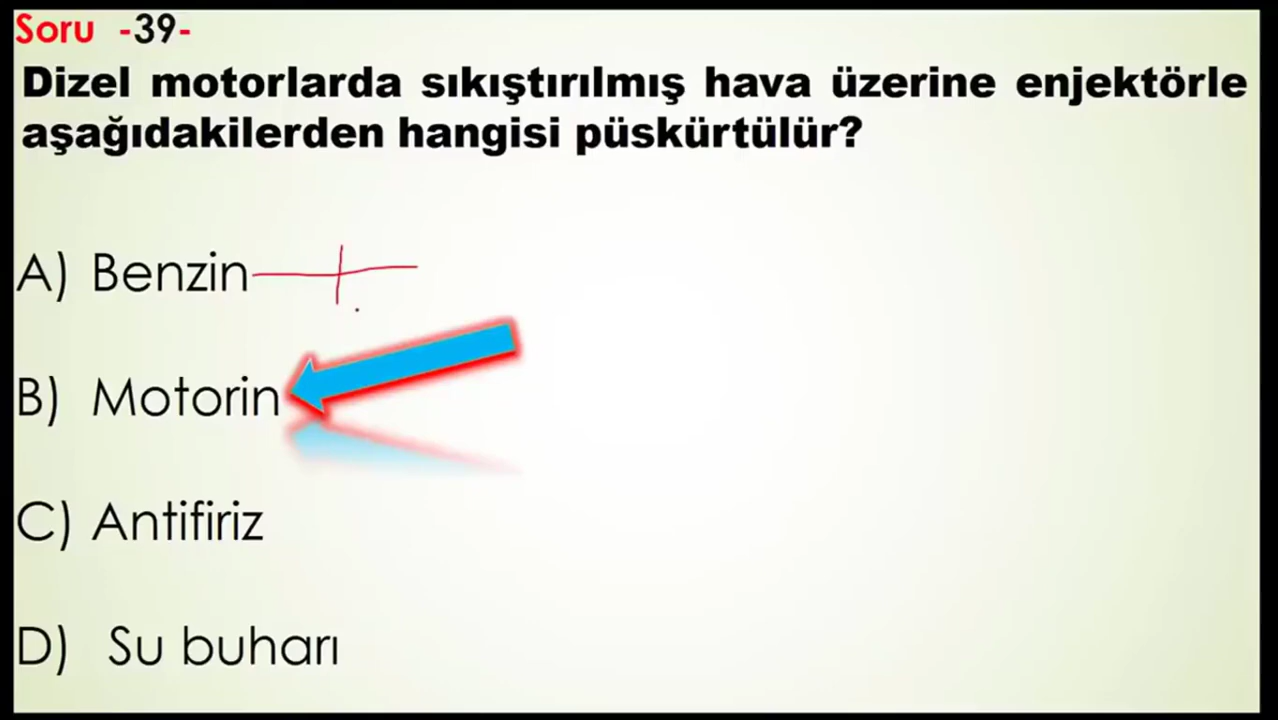 Soru -39-
Dizel motorlarda sıkıştırılmış hava üzerine enjektörle
aşağıdakilerden hangisi püskürtülür?
A) Benzin
B) Motorin
C) Antifiriz
D) Su buharı